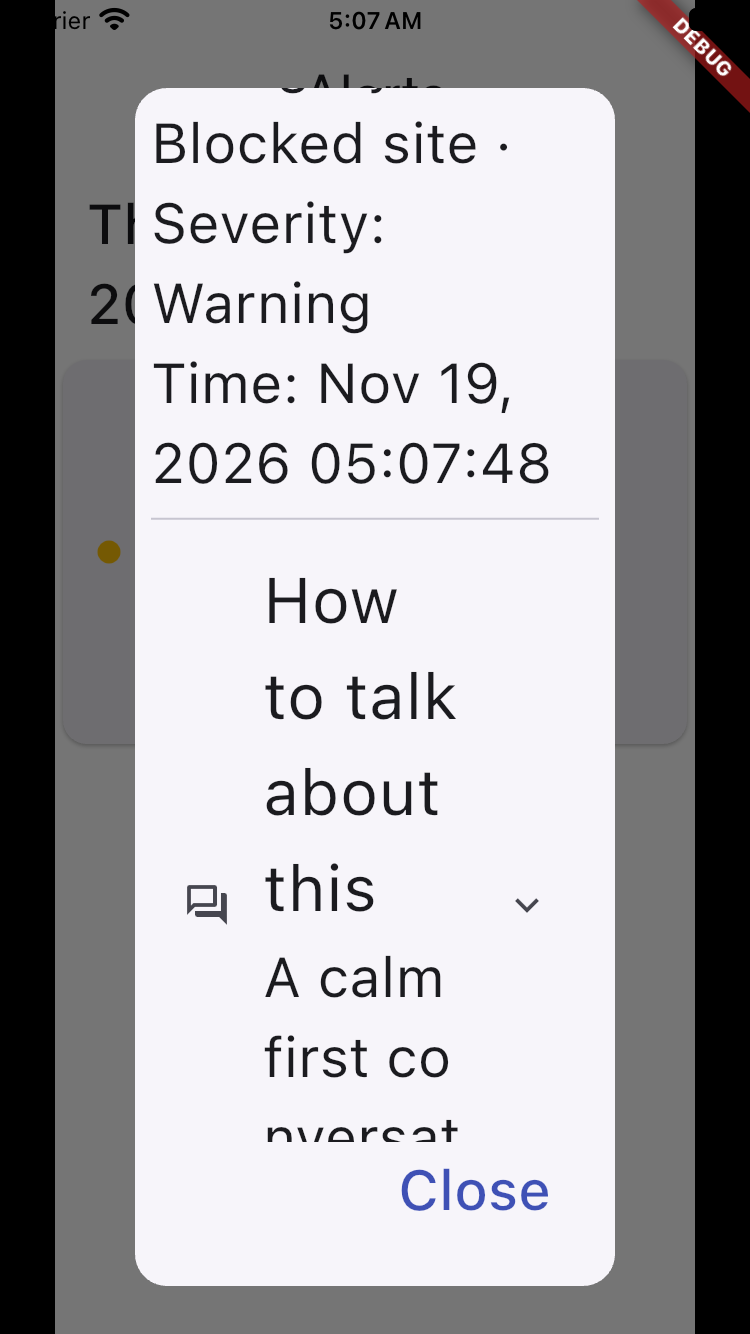 5:07 AM
DEBUG
Blocked site ·
Severity:
Warning
Time: Nov 19,
2026 05:07:48
How
to talk
about
this
A calm
first co
nversat
Close